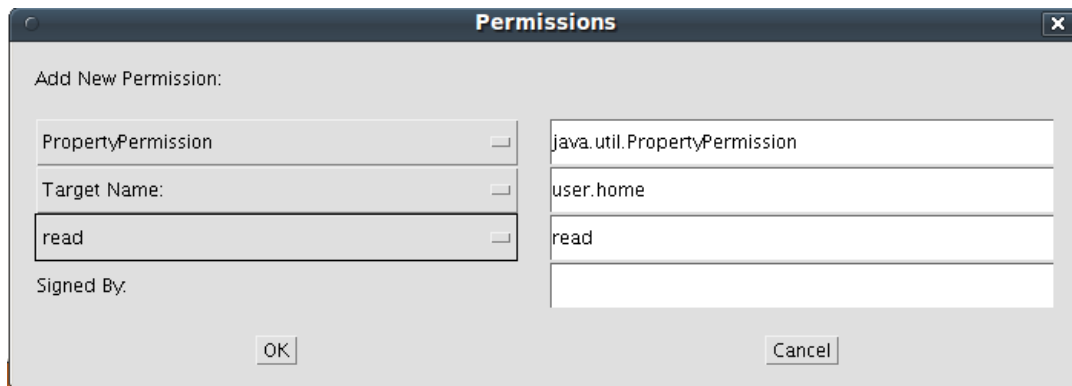 Permissions
Add New Permission:
PropertyPermission java.util.PropertyPermission
Target Name: user.home
read read
Signed By:
OK Cancel